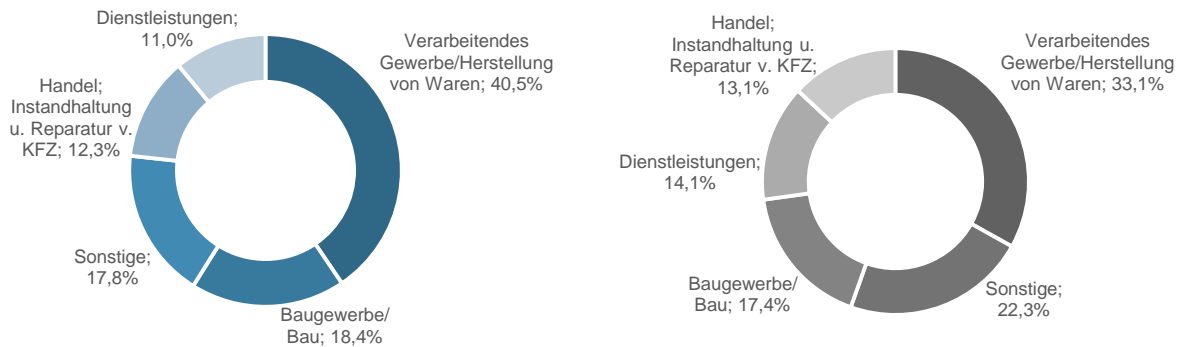 Dienstleistungen;
11,0%
Verarbeitendes
Gewerbe/Herstellung
von Waren; 40,5%
Handel;
Instandhaltung
u. Reparatur v.
KFZ; 12,3%
Sonstige;
17,8%
Baugewerbe/
Bau; 18,4%
Handel;
Instandhaltung u.
Reparatur v. KFZ;
13,1%
Verarbeitendes
Gewerbe/Herstellung
von Waren; 33,1%
Dienstleistungen;
14,1%
Baugewerbe/
Bau; 17,4%
Sonstige;
22,3%